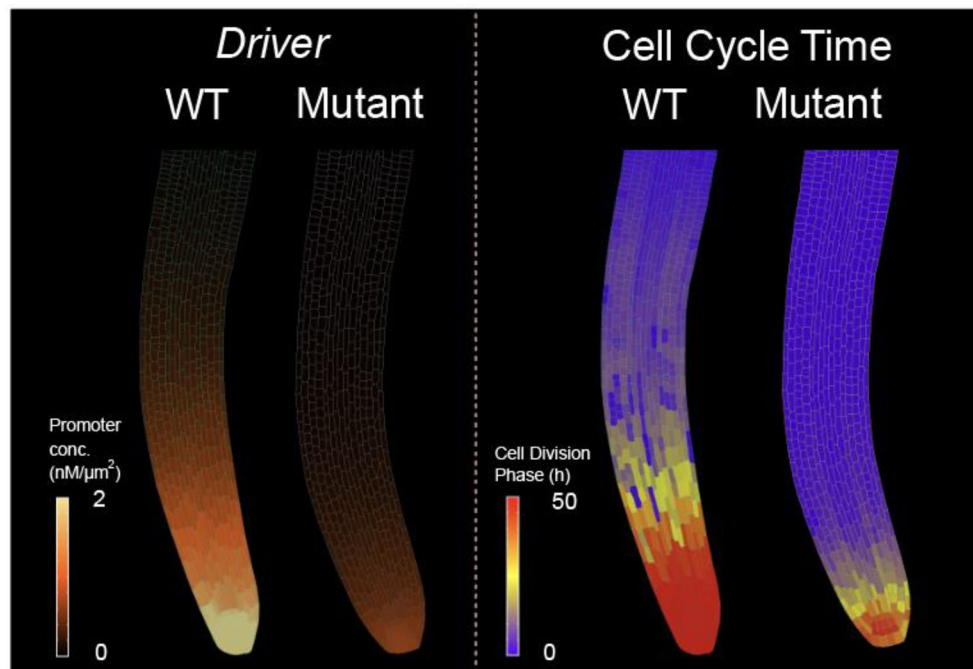 Driver
WT Mutant
Promoter
conc.
(nM/µm²)
2
0
Cell Cycle Time
WT Mutant
Cell Division
Phase (h)
50
0